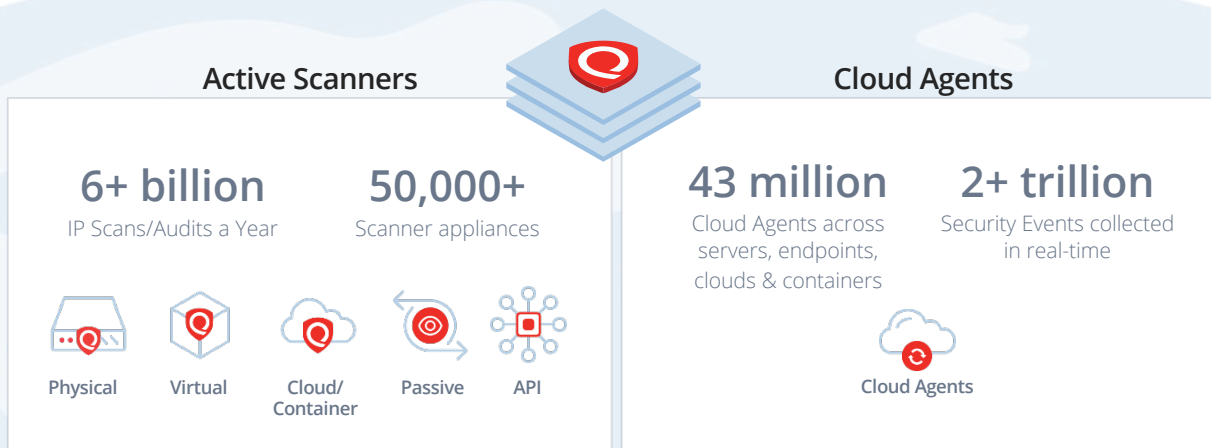 Active Scanners
6+ billion
IP Scans/Audits a Year
50,000+
Scanner appliances
Physical
Virtual
Cloud/
Container
Passive
API
Cloud Agents
43 million
Cloud Agents across
servers, endpoints,
clouds & containers
2+ trillion
Security Events collected
in real-time
Cloud Agents